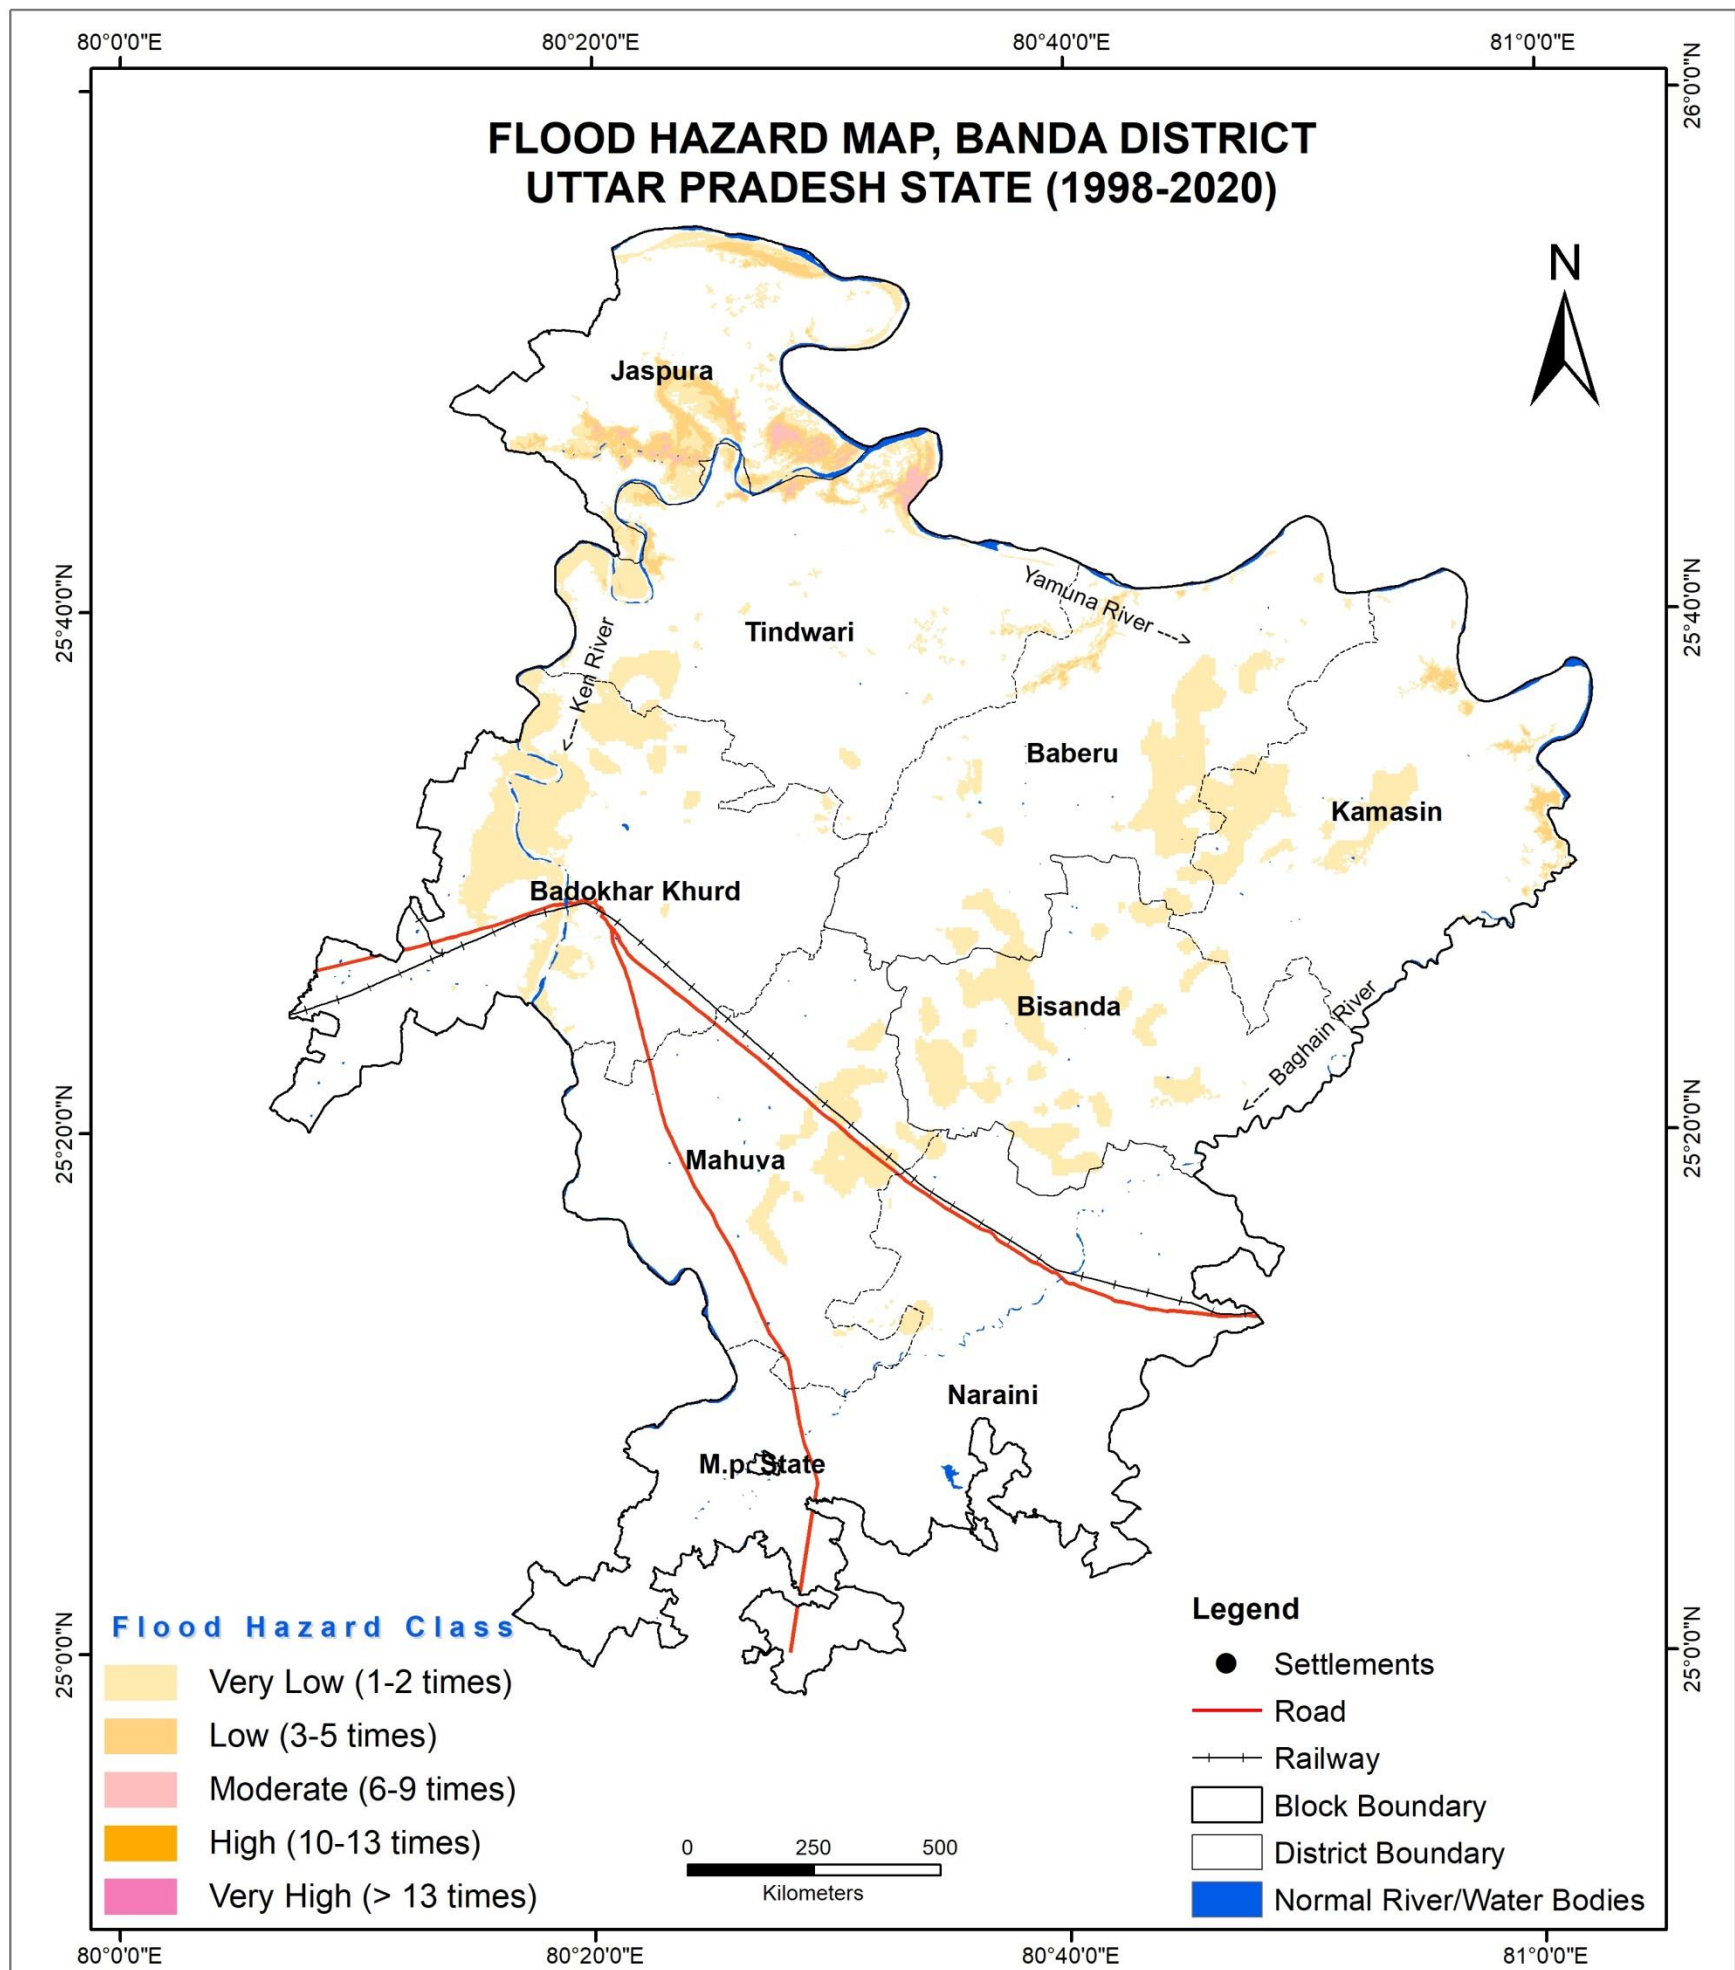 80°0'0"E
80°20'0"E
80°40'0"E
81°0'0"E
26°0'0"N
FLOOD HAZARD MAP, BANDA DISTRICT
UTTAR PRADESH STATE (1998-2020)
N
Jaspura
25°40'0"N
25°40'0"N
Yamuna River
Tindwari
Ken River
Baberu
Kamasin
Badokhar Khurd
Bisanda
Baghain River
25°20'0"N
25°20'0"N
Mahuva
Naraini
M.p. State
25°0'0"N
25°0'0"N
Flood Hazard Class
Very Low (1-2 times)
Low (3-5 times)
Moderate (6-9 times)
High (10-13 times)
Very High (> 13 times)
0 250 500
Kilometers
Legend
Settlements
Road
Railway
Block Boundary
District Boundary
Normal River/Water Bodies
80°0'0"E
80°20'0"E
80°40'0"E
81°0'0"E